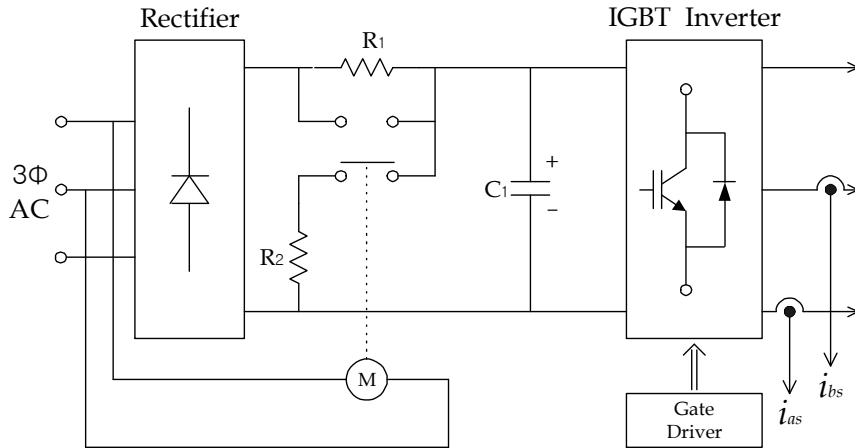 Rectifier
IGBT Inverter
R1
3Φ
AC
C1
+
−
R2
M
Gate
Driver
ias
ibs